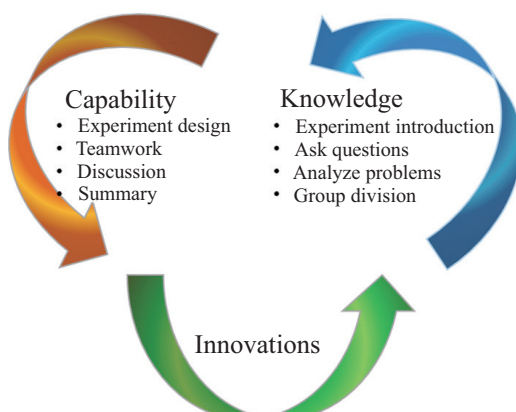 Capability
• Experiment design
• Teamwork
• Discussion
• Summary
Knowledge
• Experiment introduction
• Ask questions
• Analyze problems
• Group division
Innovations